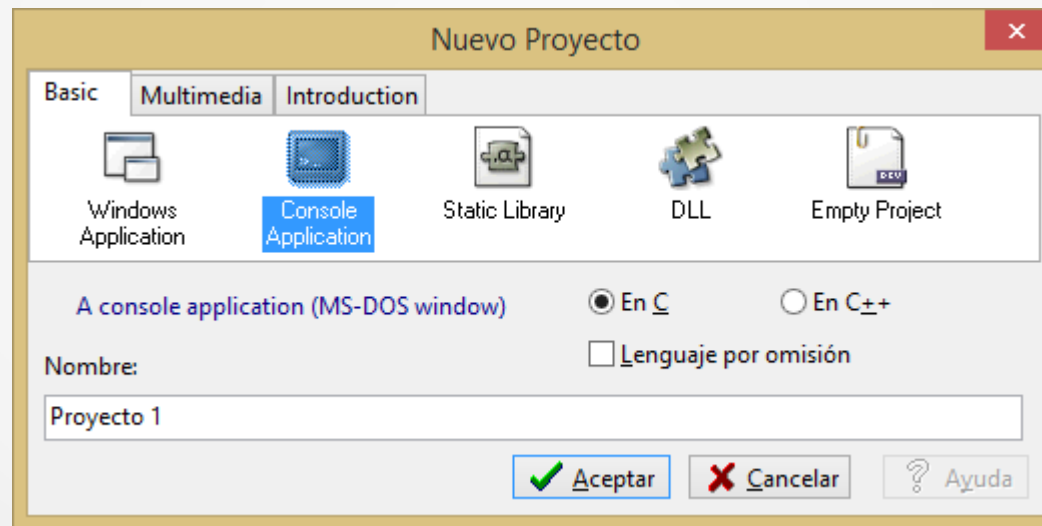 Nuevo Proyecto
Basic Multimedia Introduction
Windows Application
Console Application
Static Library
DLL
Empty Project
A console application (MS-DOS window)
En C
En C++
Lenguaje por omisión
Nombre:
Proyecto 1
Aceptar Cancelar Ayuda